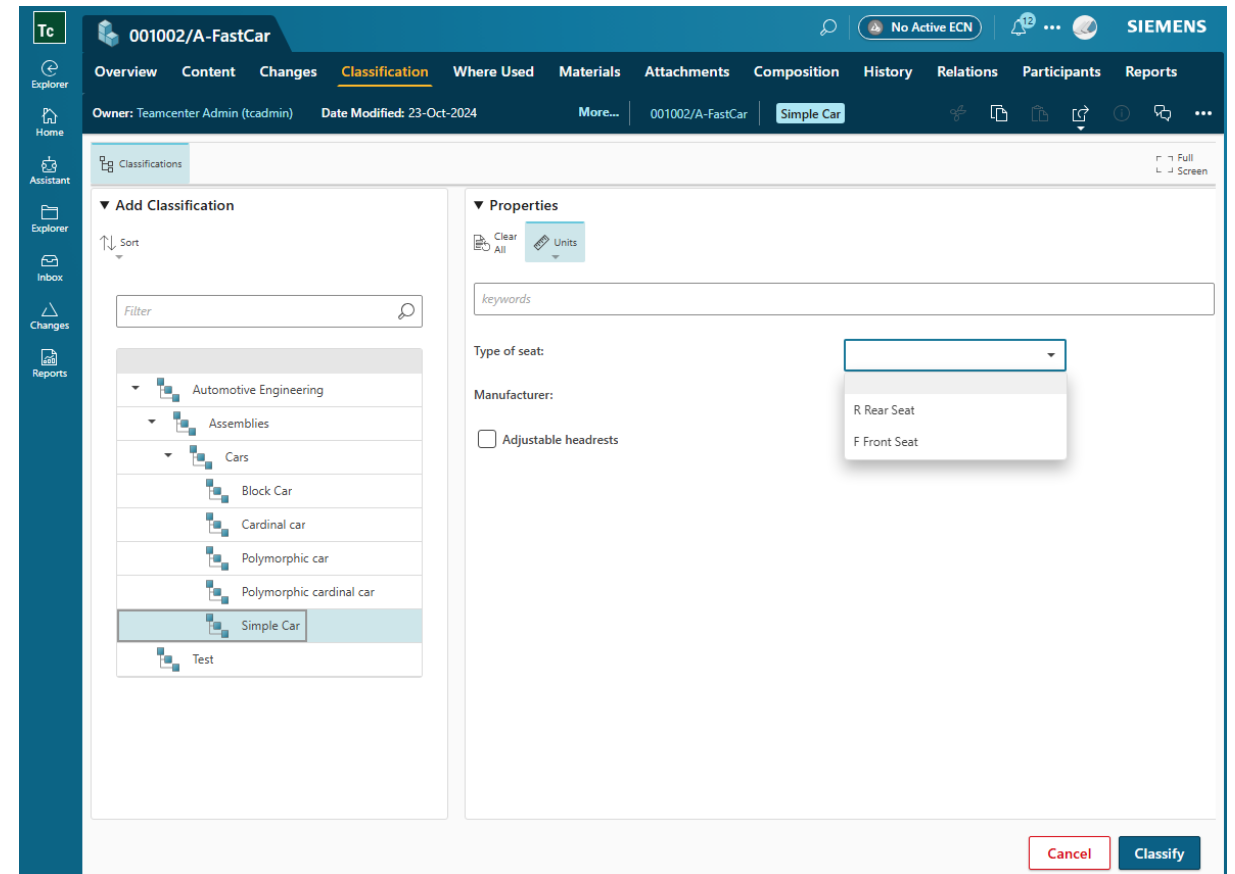 Tc
001002/A-FastCar
No Active ECN
12
SIEMENS
Explorer
Overview Content Changes Classification Where Used Materials Attachments Composition History Relations Participants Reports
Owner: Teamcenter Admin (tcadmin) Date Modified: 23-Oct-2024 More... 001002/A-FastCar Simple Car
Home
Assistant
Explorer
Inbox
Changes
Reports
Classifications
Full
Screen
Add Classification
Sort
Filter
Automotive Engineering
Assemblies
Cars
Block Car
Cardinal car
Polymorphic car
Polymorphic cardinal car
Simple Car
Test
Properties
Clear
All
Units
keywords
Type of seat:
R Rear Seat
F Front Seat
Manufacturer:
Adjustable headrests
Cancel
Classify